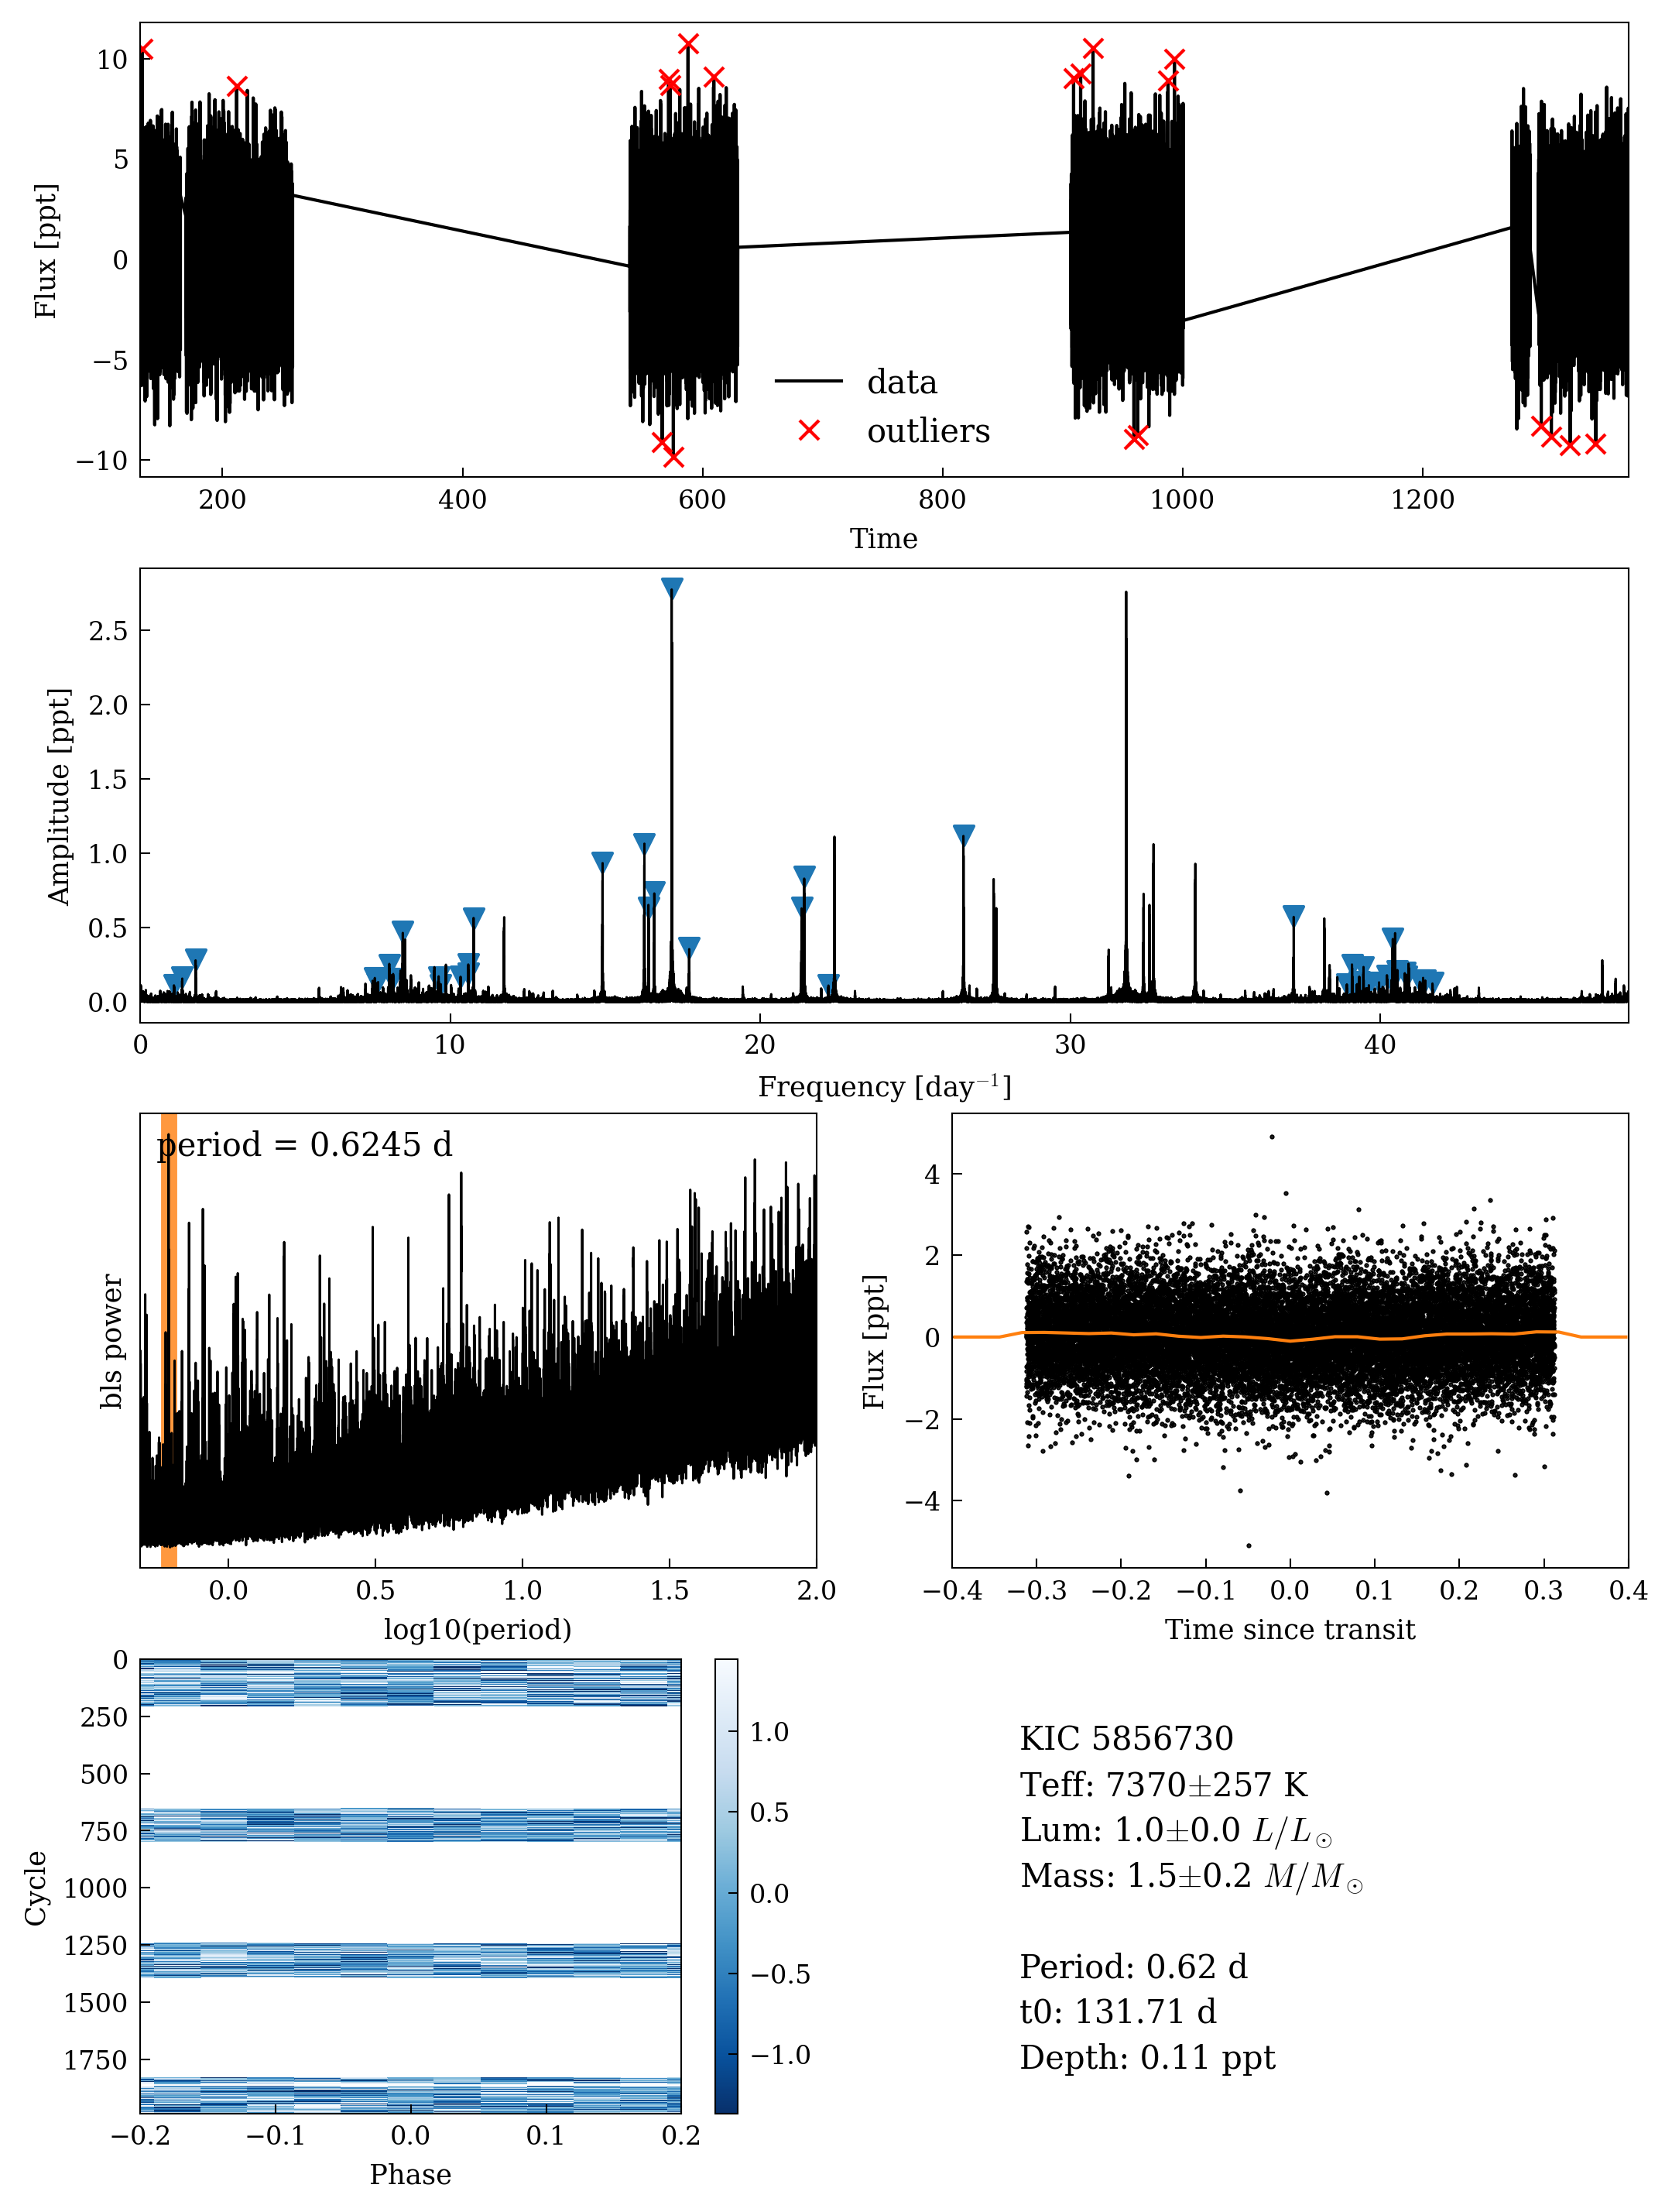 10
5
0
−5
−10
Flux [ppt]
data
outliers
200 400 600 800 1000 1200
Time
2.5
2.0
1.5
1.0
0.5
0.0
Amplitude [ppt]
0 10 20 30 40
Frequency [day⁻¹]
period = 0.6245 d
bls power
0.0 0.5 1.0 1.5 2.0
log10(period)
4
2
0
−2
−4
Flux [ppt]
−0.4 −0.3 −0.2 −0.1 0.0 0.1 0.2 0.3 0.4
Time since transit
0
250
500
750
1000
1250
1500
1750
Cycle
−0.2 −0.1 0.0 0.1 0.2
Phase
1.0
0.5
0.0
−0.5
−1.0
KIC 5856730
Teff: 7370±257 K
Lum: 1.0±0.0 L/L⊙
Mass: 1.5±0.2 M/M⊙
Period: 0.62 d
t0: 131.71 d
Depth: 0.11 ppt